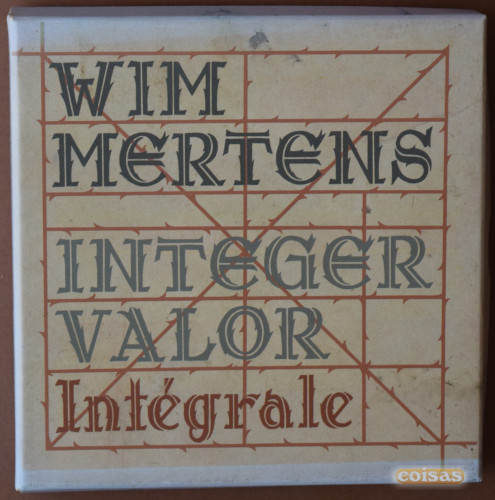 WIM
MERTENS
INTEGER
VALOR
Intégrale
coisas